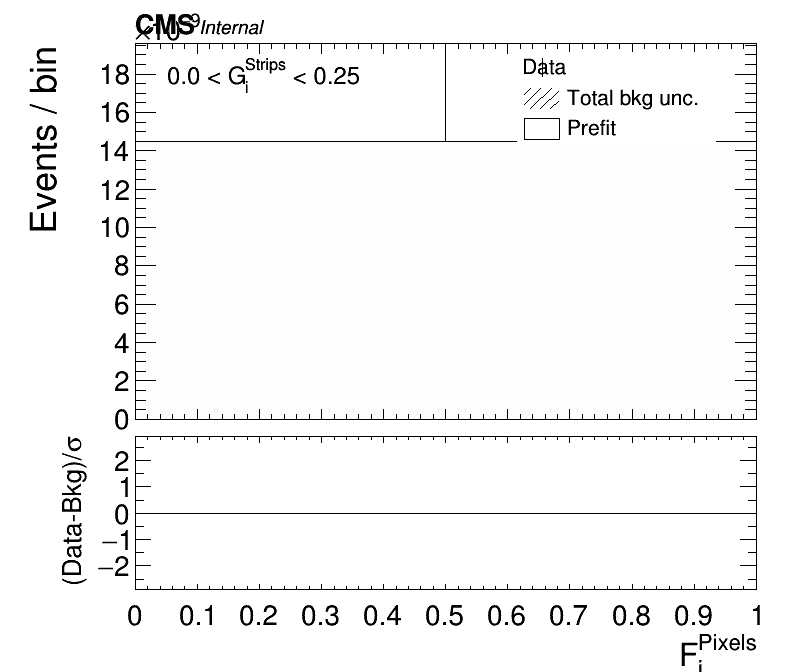 CMS Internal
×10⁻⁹
Events / bin
0.0 < G_i^Strips < 0.25
Data
Total bkg unc.
Prefit
18
16
14
12
10
8
6
4
2
0
(Data-Bkg)/σ
2
1
0
−1
−2
0 0.1 0.2 0.3 0.4 0.5 0.6 0.7 0.8 0.9 1
F_i^Pixels